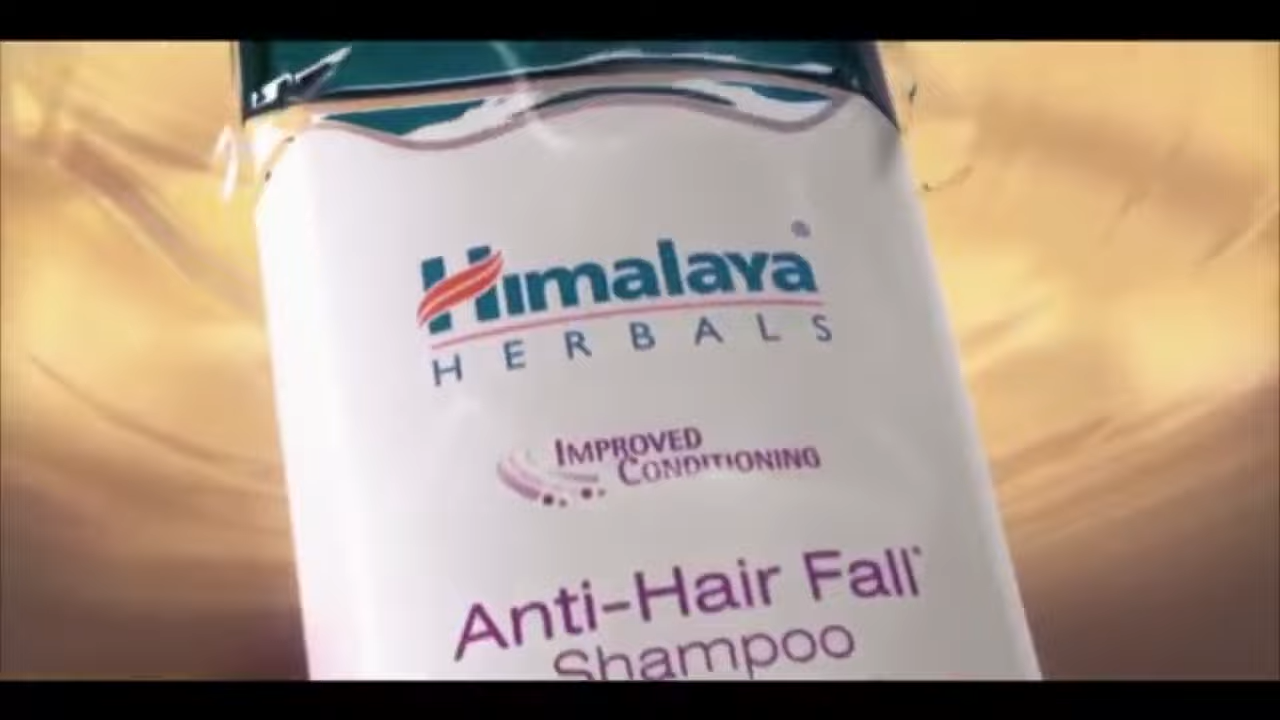 Himalaya®
HERBALS
IMPROVED
CONDITIONING
Anti-Hair Fall*
Shampoo